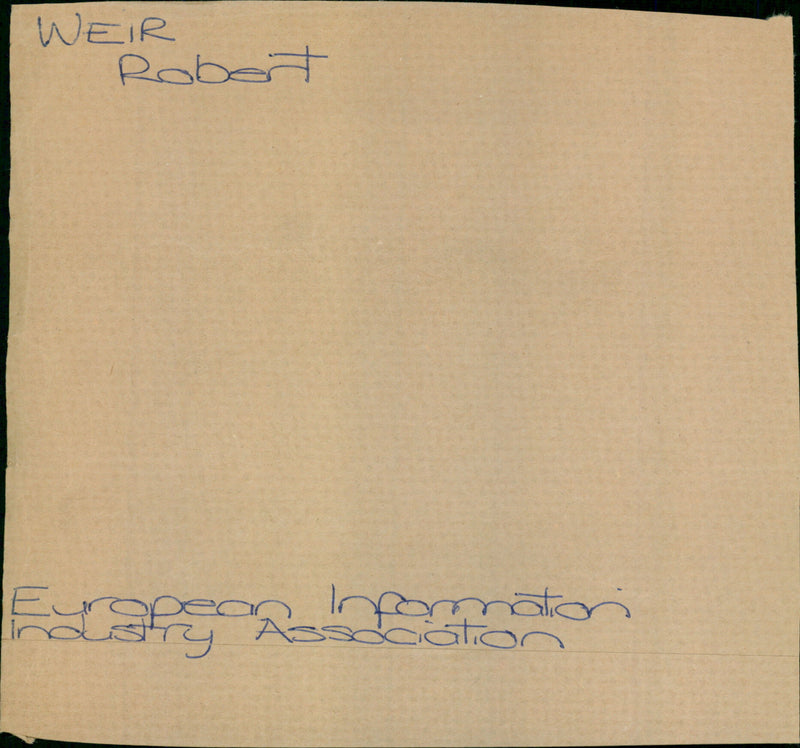 WEIR
Robert
European Information
Industry Association